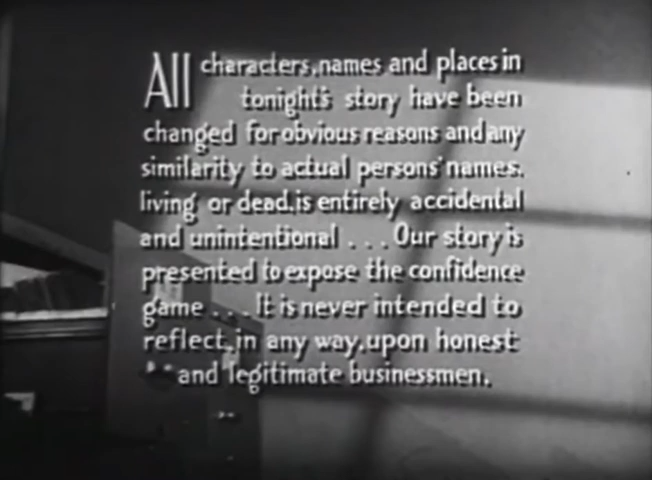 All characters, names and places in
tonight's story have been
changed for obvious reasons and any
similarity to actual persons' names,
living or dead, is entirely accidental
and unintentional . . . Our story is
presented to expose the confidence
game . . . It is never intended to
reflect, in any way, upon honest
and legitimate businessmen.